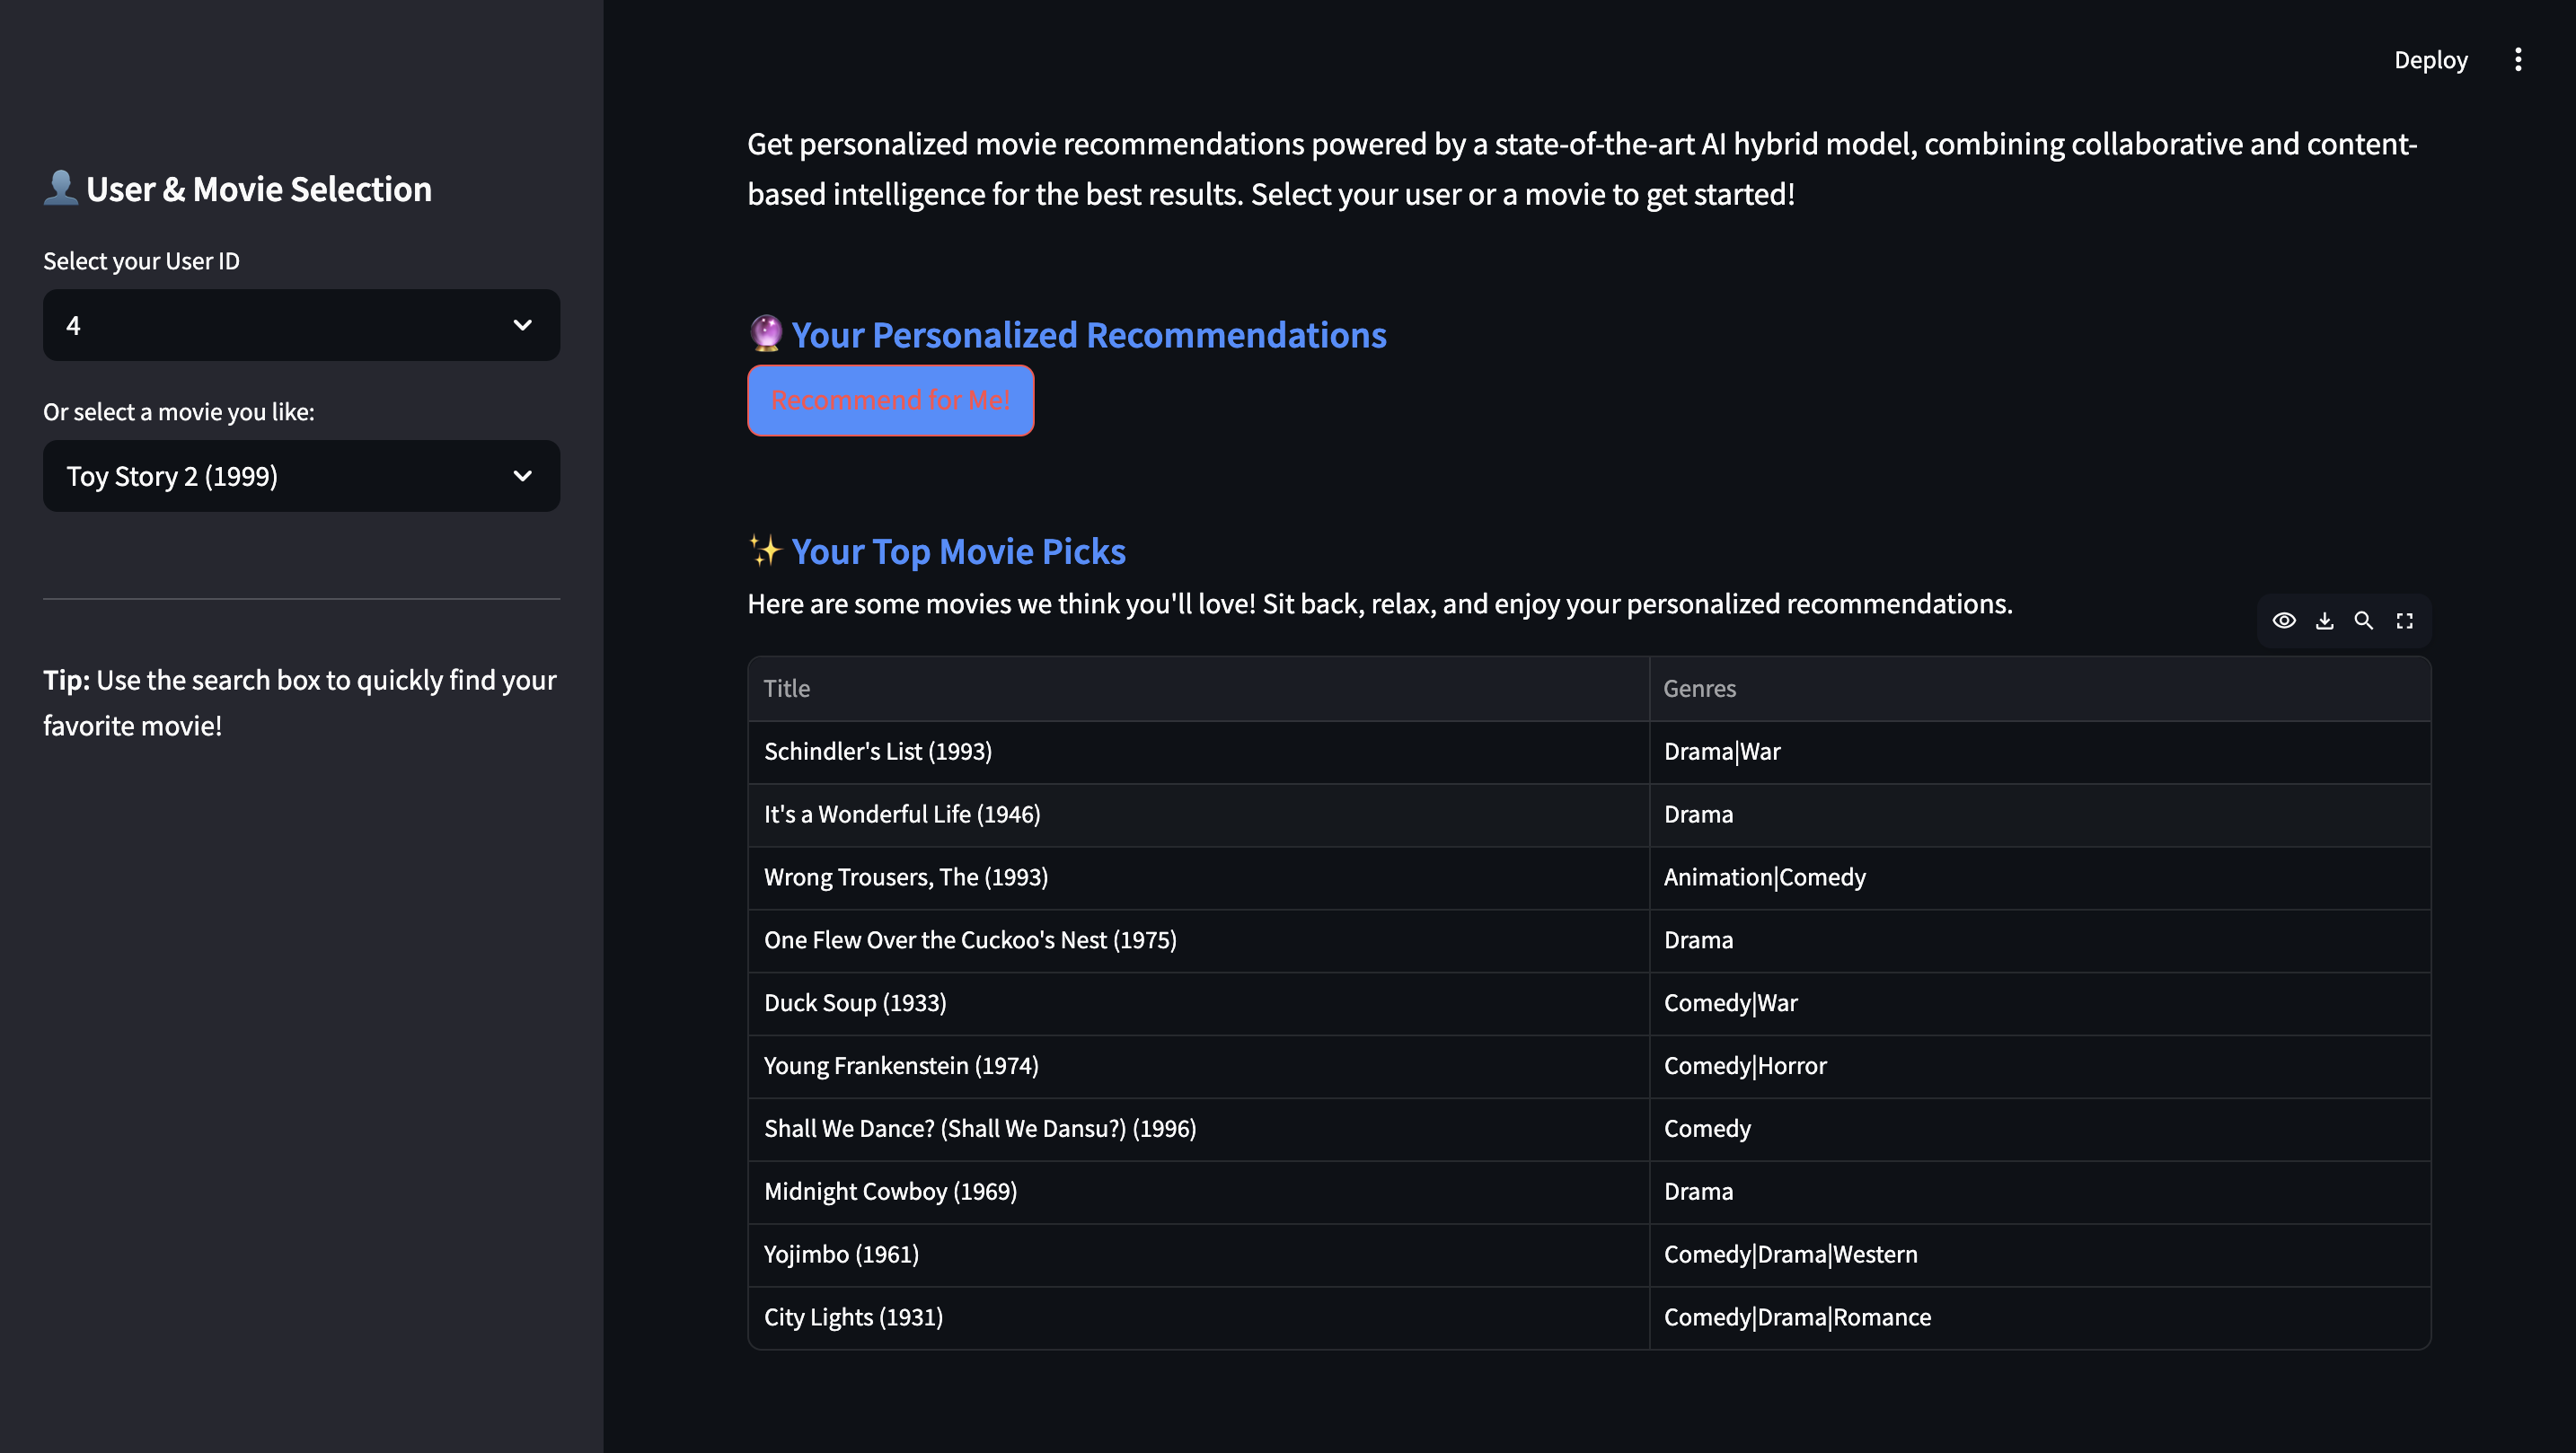 Deploy
👤 User & Movie Selection
Select your User ID
4
Or select a movie you like:
Toy Story 2 (1999)
Tip: Use the search box to quickly find your
favorite movie!
Get personalized movie recommendations powered by a state-of-the-art AI hybrid model, combining collaborative and content-
based intelligence for the best results. Select your user or a movie to get started!
🔮 Your Personalized Recommendations
Recommend for Me!
✨ Your Top Movie Picks
Here are some movies we think you'll love! Sit back, relax, and enjoy your personalized recommendations.
Title Genres
Schindler's List (1993) Drama|War
It's a Wonderful Life (1946) Drama
Wrong Trousers, The (1993) Animation|Comedy
One Flew Over the Cuckoo's Nest (1975) Drama
Duck Soup (1933) Comedy|War
Young Frankenstein (1974) Comedy|Horror
Shall We Dance? (Shall We Dansu?) (1996) Comedy
Midnight Cowboy (1969) Drama
Yojimbo (1961) Comedy|Drama|Western
City Lights (1931) Comedy|Drama|Romance